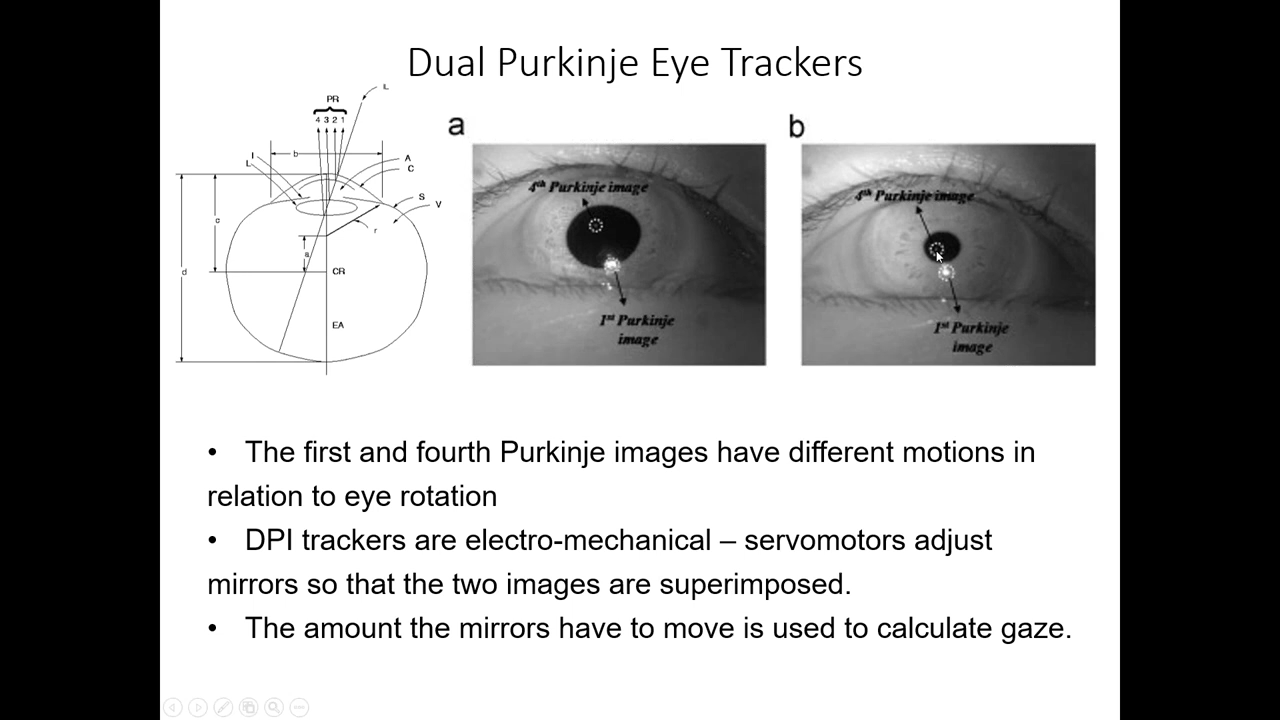 Dual Purkinje Eye Trackers
L
PR
4 3 2 1
I
L
b
A
C
S
V
c
r
a
d
CR
EA
a
4th Purkinje image
1st Purkinje
image
b
4th Purkinje image
1st Purkinje
image
• The first and fourth Purkinje images have different motions in
relation to eye rotation
• DPI trackers are electro-mechanical – servomotors adjust
mirrors so that the two images are superimposed.
• The amount the mirrors have to move is used to calculate gaze.